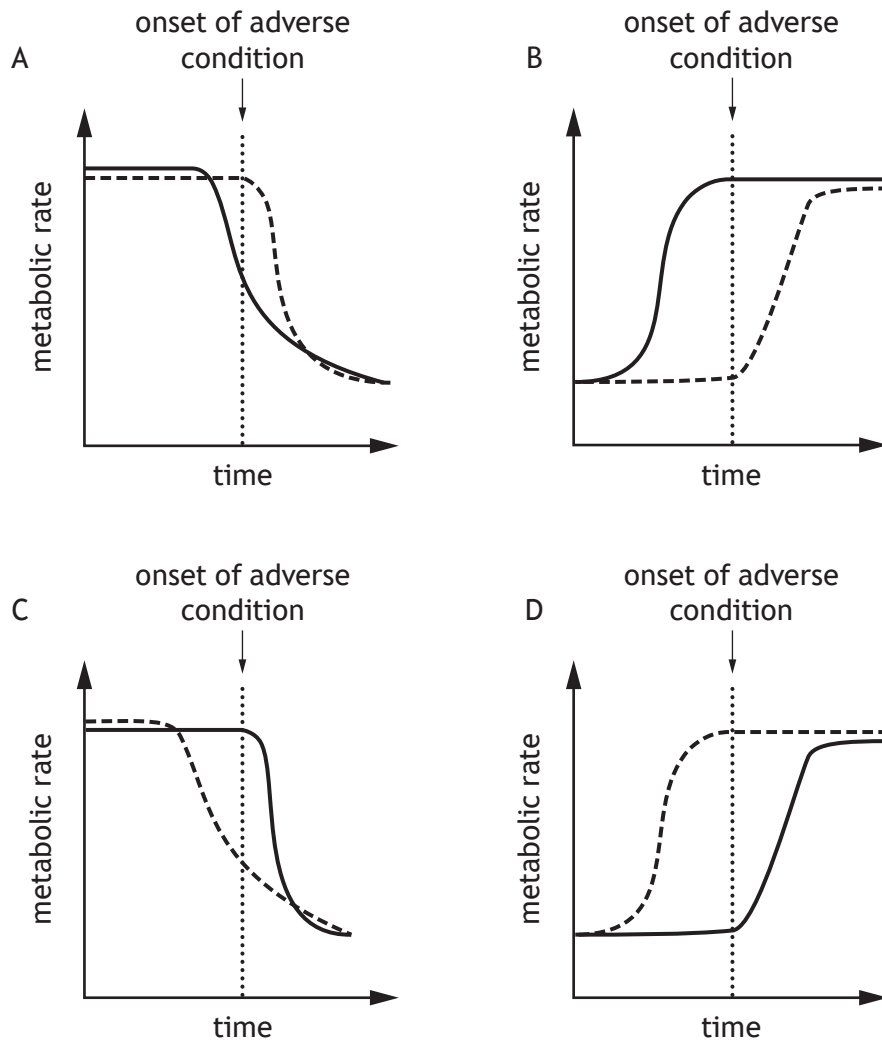 A
onset of adverse
condition
metabolic rate
time
B
onset of adverse
condition
metabolic rate
time
C
onset of adverse
condition
metabolic rate
time
D
onset of adverse
condition
metabolic rate
time